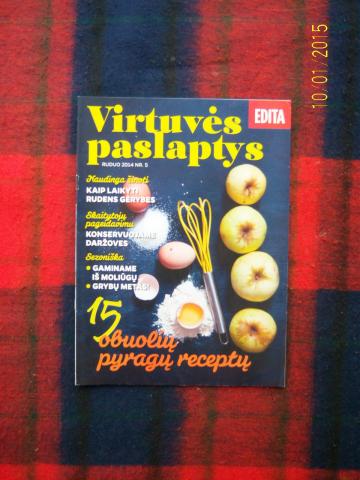 10/01/2015
EDITA
Virtuvės
paslaptys
RUDUO 2014 NR. 5
Naudinga žinoti
KAIP LAIKYTI
RUDENS GĖRYBES
Skaitytojų
pageidavimu
KONSERVUOJAME
DARŽOVES
Sezoniška
• GAMINAME
IŠ MOLIŪGŲ
• GRYBŲ METAS!
15
obuolių
pyragų receptų